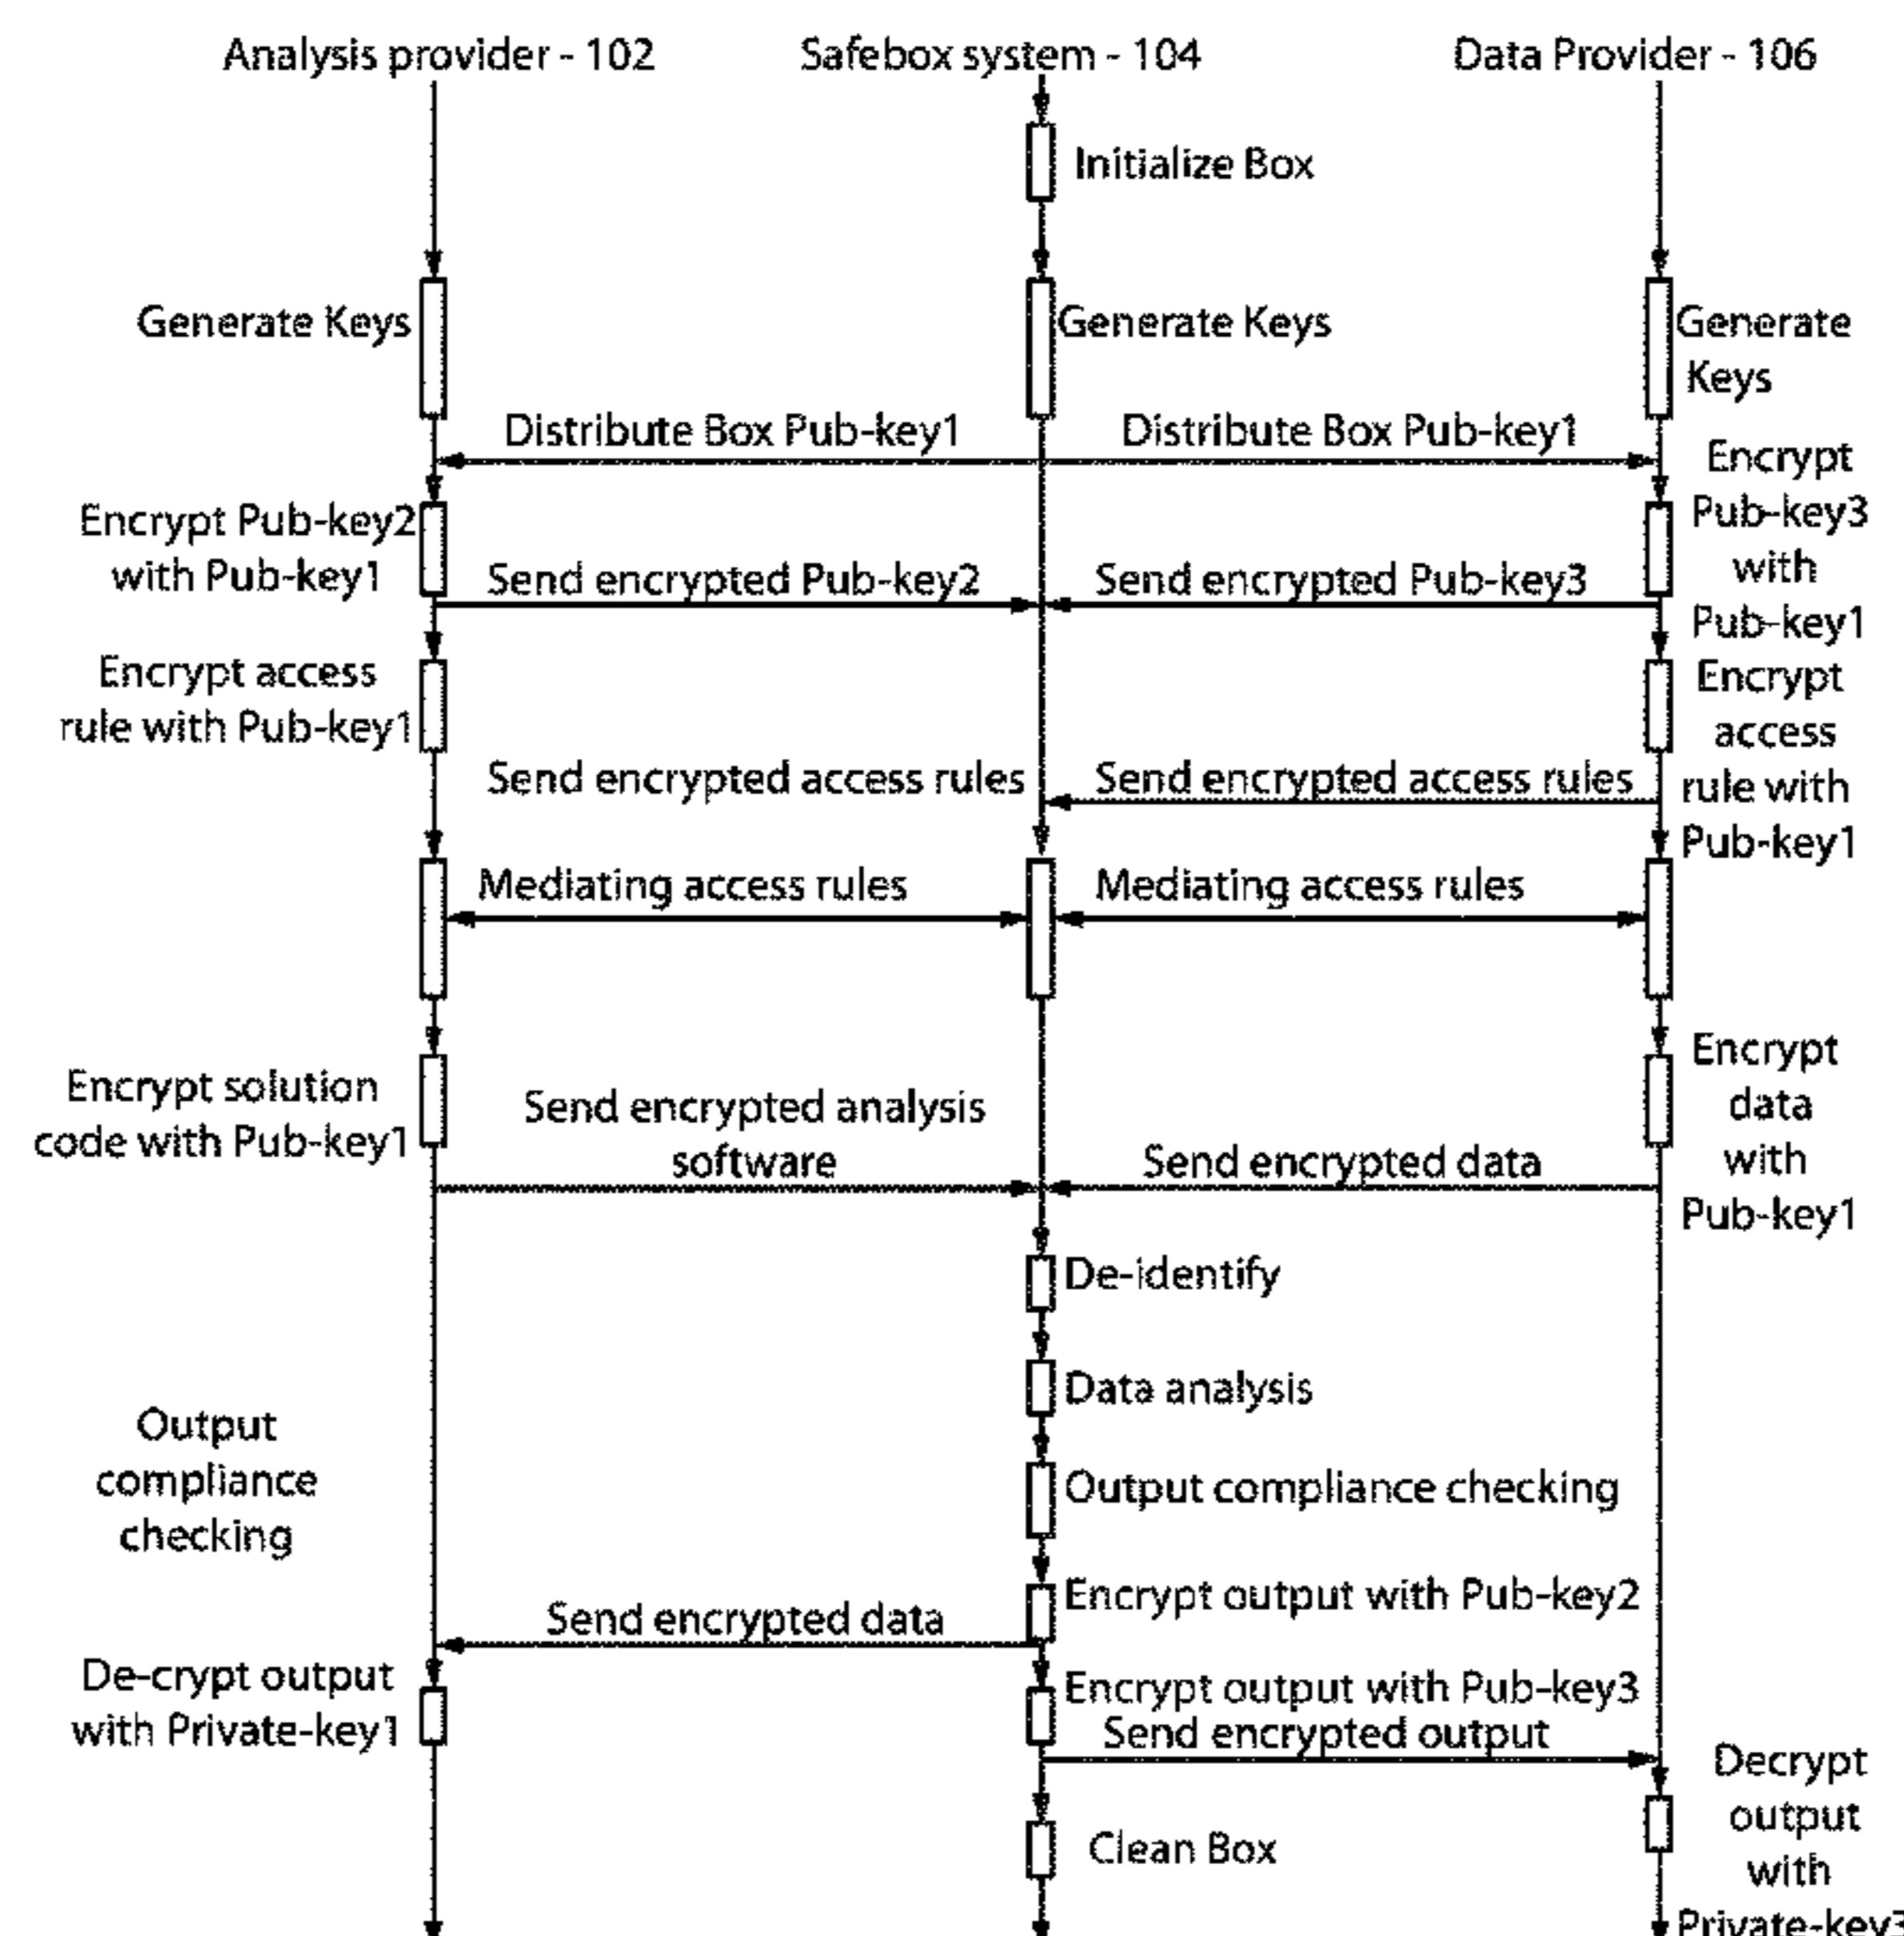 Analysis provider - 102
Safebox system - 104
Data Provider - 106
Initialize Box
Generate Keys
Generate Keys
Generate
Keys
Distribute Box Pub-key1
Distribute Box Pub-key1
Encrypt
Pub-key3
with
Pub-key1
Encrypt Pub-key2
with Pub-key1
Send encrypted Pub-key2
Send encrypted Pub-key3
Encrypt access
rule with Pub-key1
Encrypt
access
rule with
Pub-key1
Send encrypted access rules
Send encrypted access rules
Mediating access rules
Mediating access rules
Encrypt solution
code with Pub-key1
Send encrypted analysis
software
Send encrypted data
Encrypt
data
with
Pub-key1
De-identify
Data analysis
Output
compliance
checking
Output compliance checking
Encrypt output with Pub-key2
Send encrypted data
De-crypt output
with Private-key1
Encrypt output with Pub-key3
Send encrypted output
Decrypt
output
with
Private-key3
Clean Box